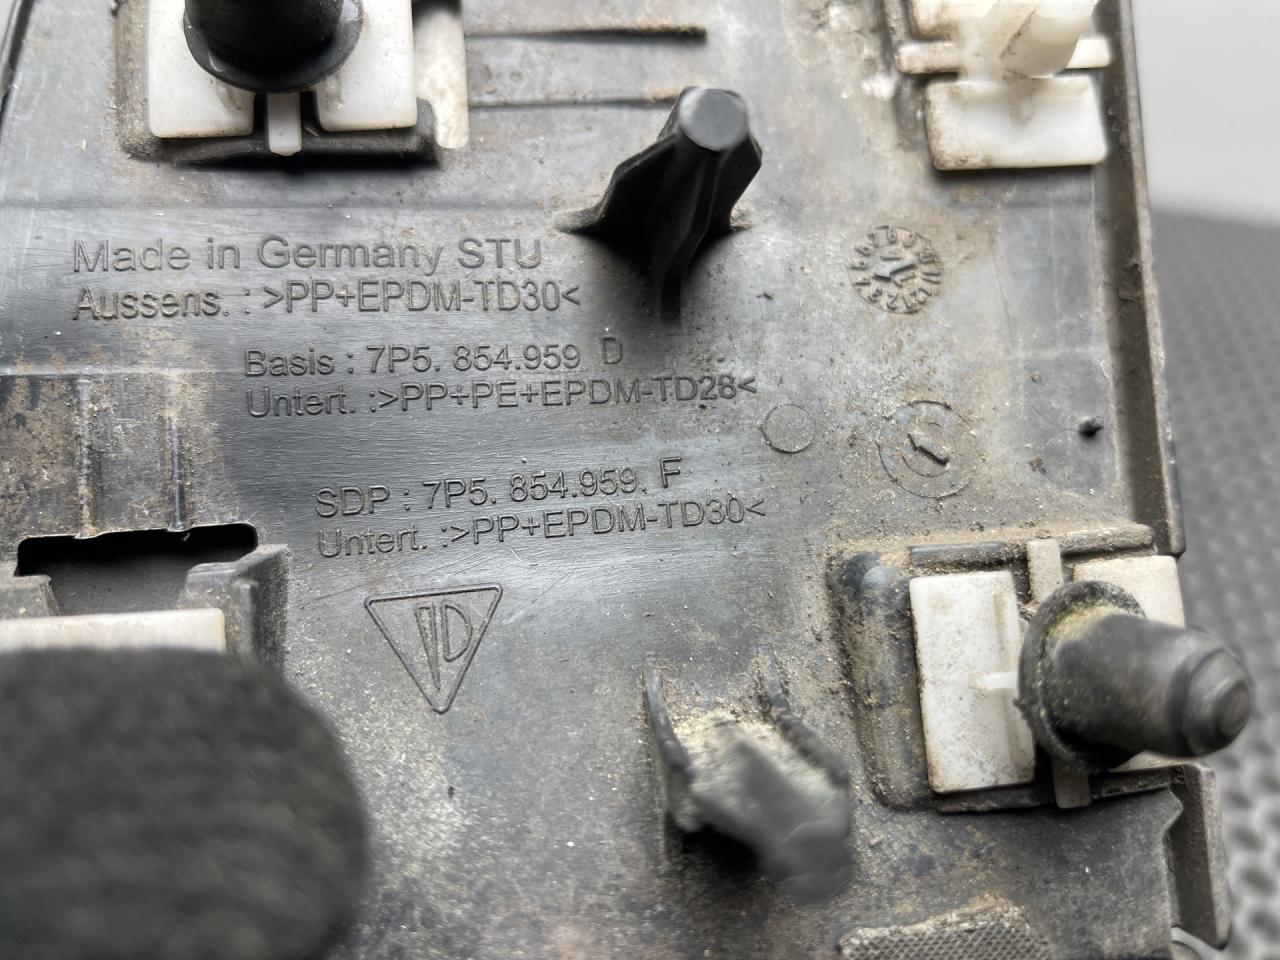 Made in Germany STU
Aussens. : >PP+EPDM-TD30<
Basis : 7P5. 854.959 D
Untert. :>PP+PE+EPDM-TD28<
SDP : 7P5. 854.959. F
Untert. :>PP+EPDM-TD30<